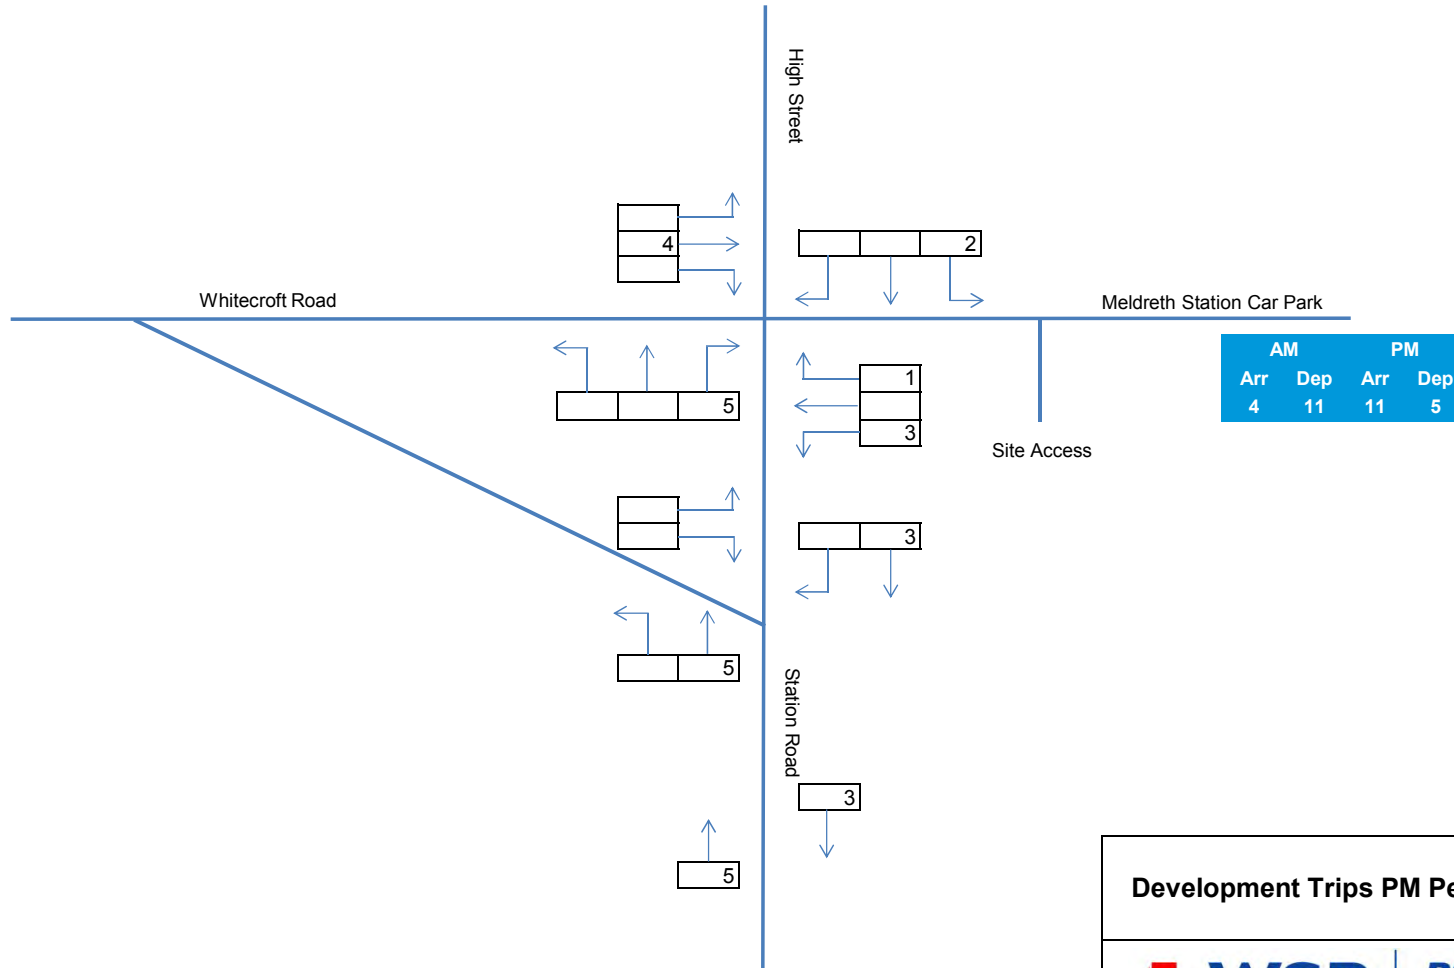 High Street
4
2
Whitecroft Road
Meldreth Station Car Park
AM PM
Arr Dep Arr Dep
4 11 11 5
1
5
3
Site Access
3
5
Station Road
3
5
Development Trips PM